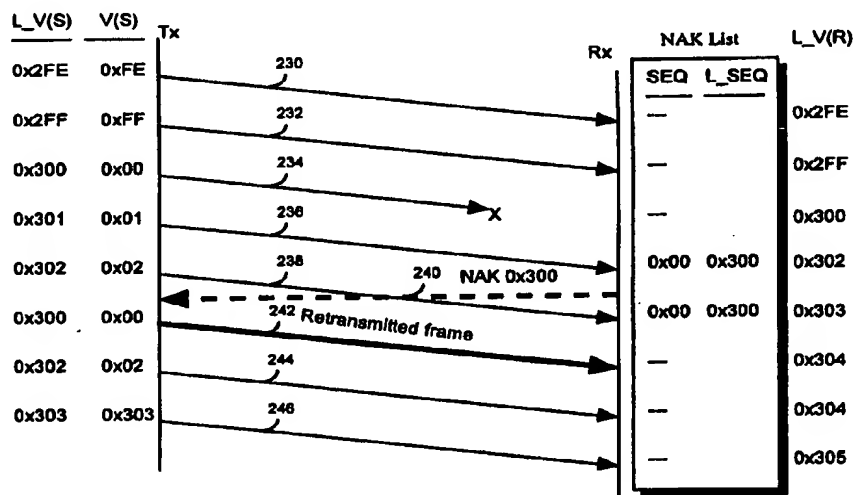 L_V(S) V(S) Tx Rx NAK List L_V(R)
SEQ L_SEQ
0x2FE 0xFE 230 — 0x2FE
0x2FF 0xFF 232 — 0x2FF
0x300 0x00 234 X — 0x300
0x301 0x01 236 0x00 0x300 0x302
0x302 0x02 238 240 NAK 0x300 0x00 0x300 0x303
0x300 0x00 242 Retransmitted frame — 0x304
0x302 0x02 244 — 0x304
0x303 0x303 246 — 0x305